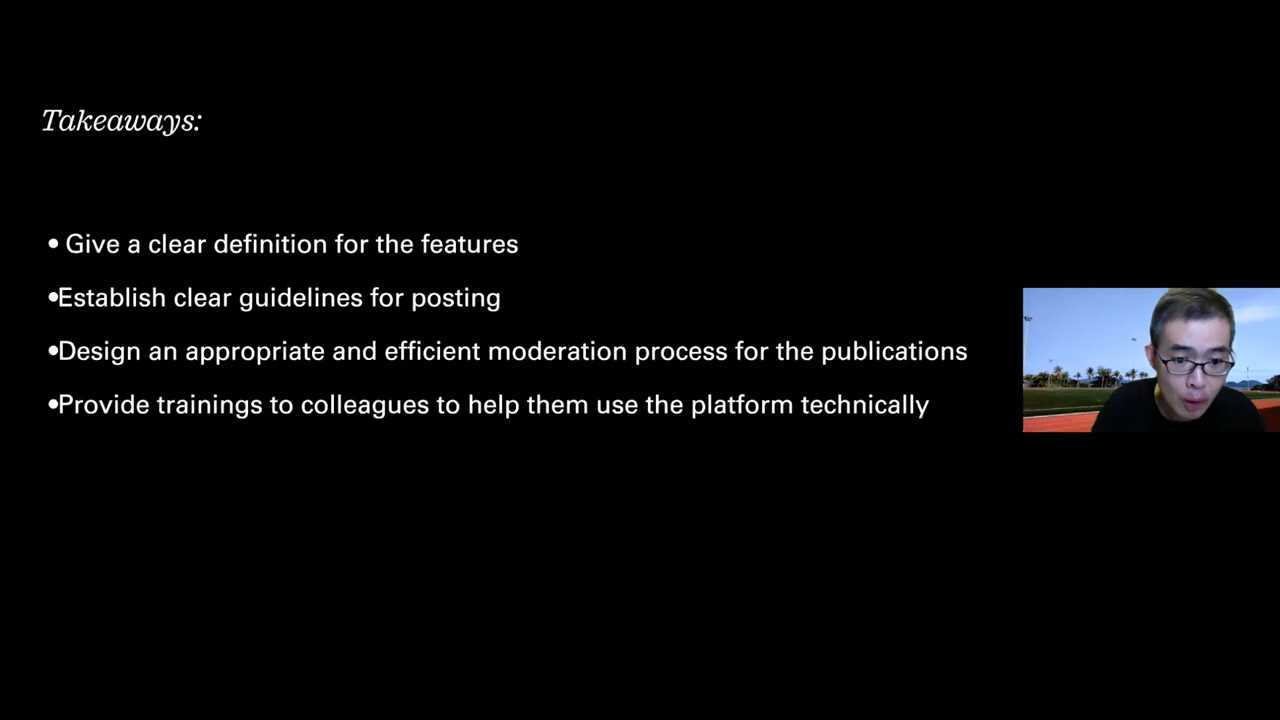 Takeaways:
• Give a clear definition for the features
•Establish clear guidelines for posting
•Design an appropriate and efficient moderation process for the publications
•Provide trainings to colleagues to help them use the platform technically